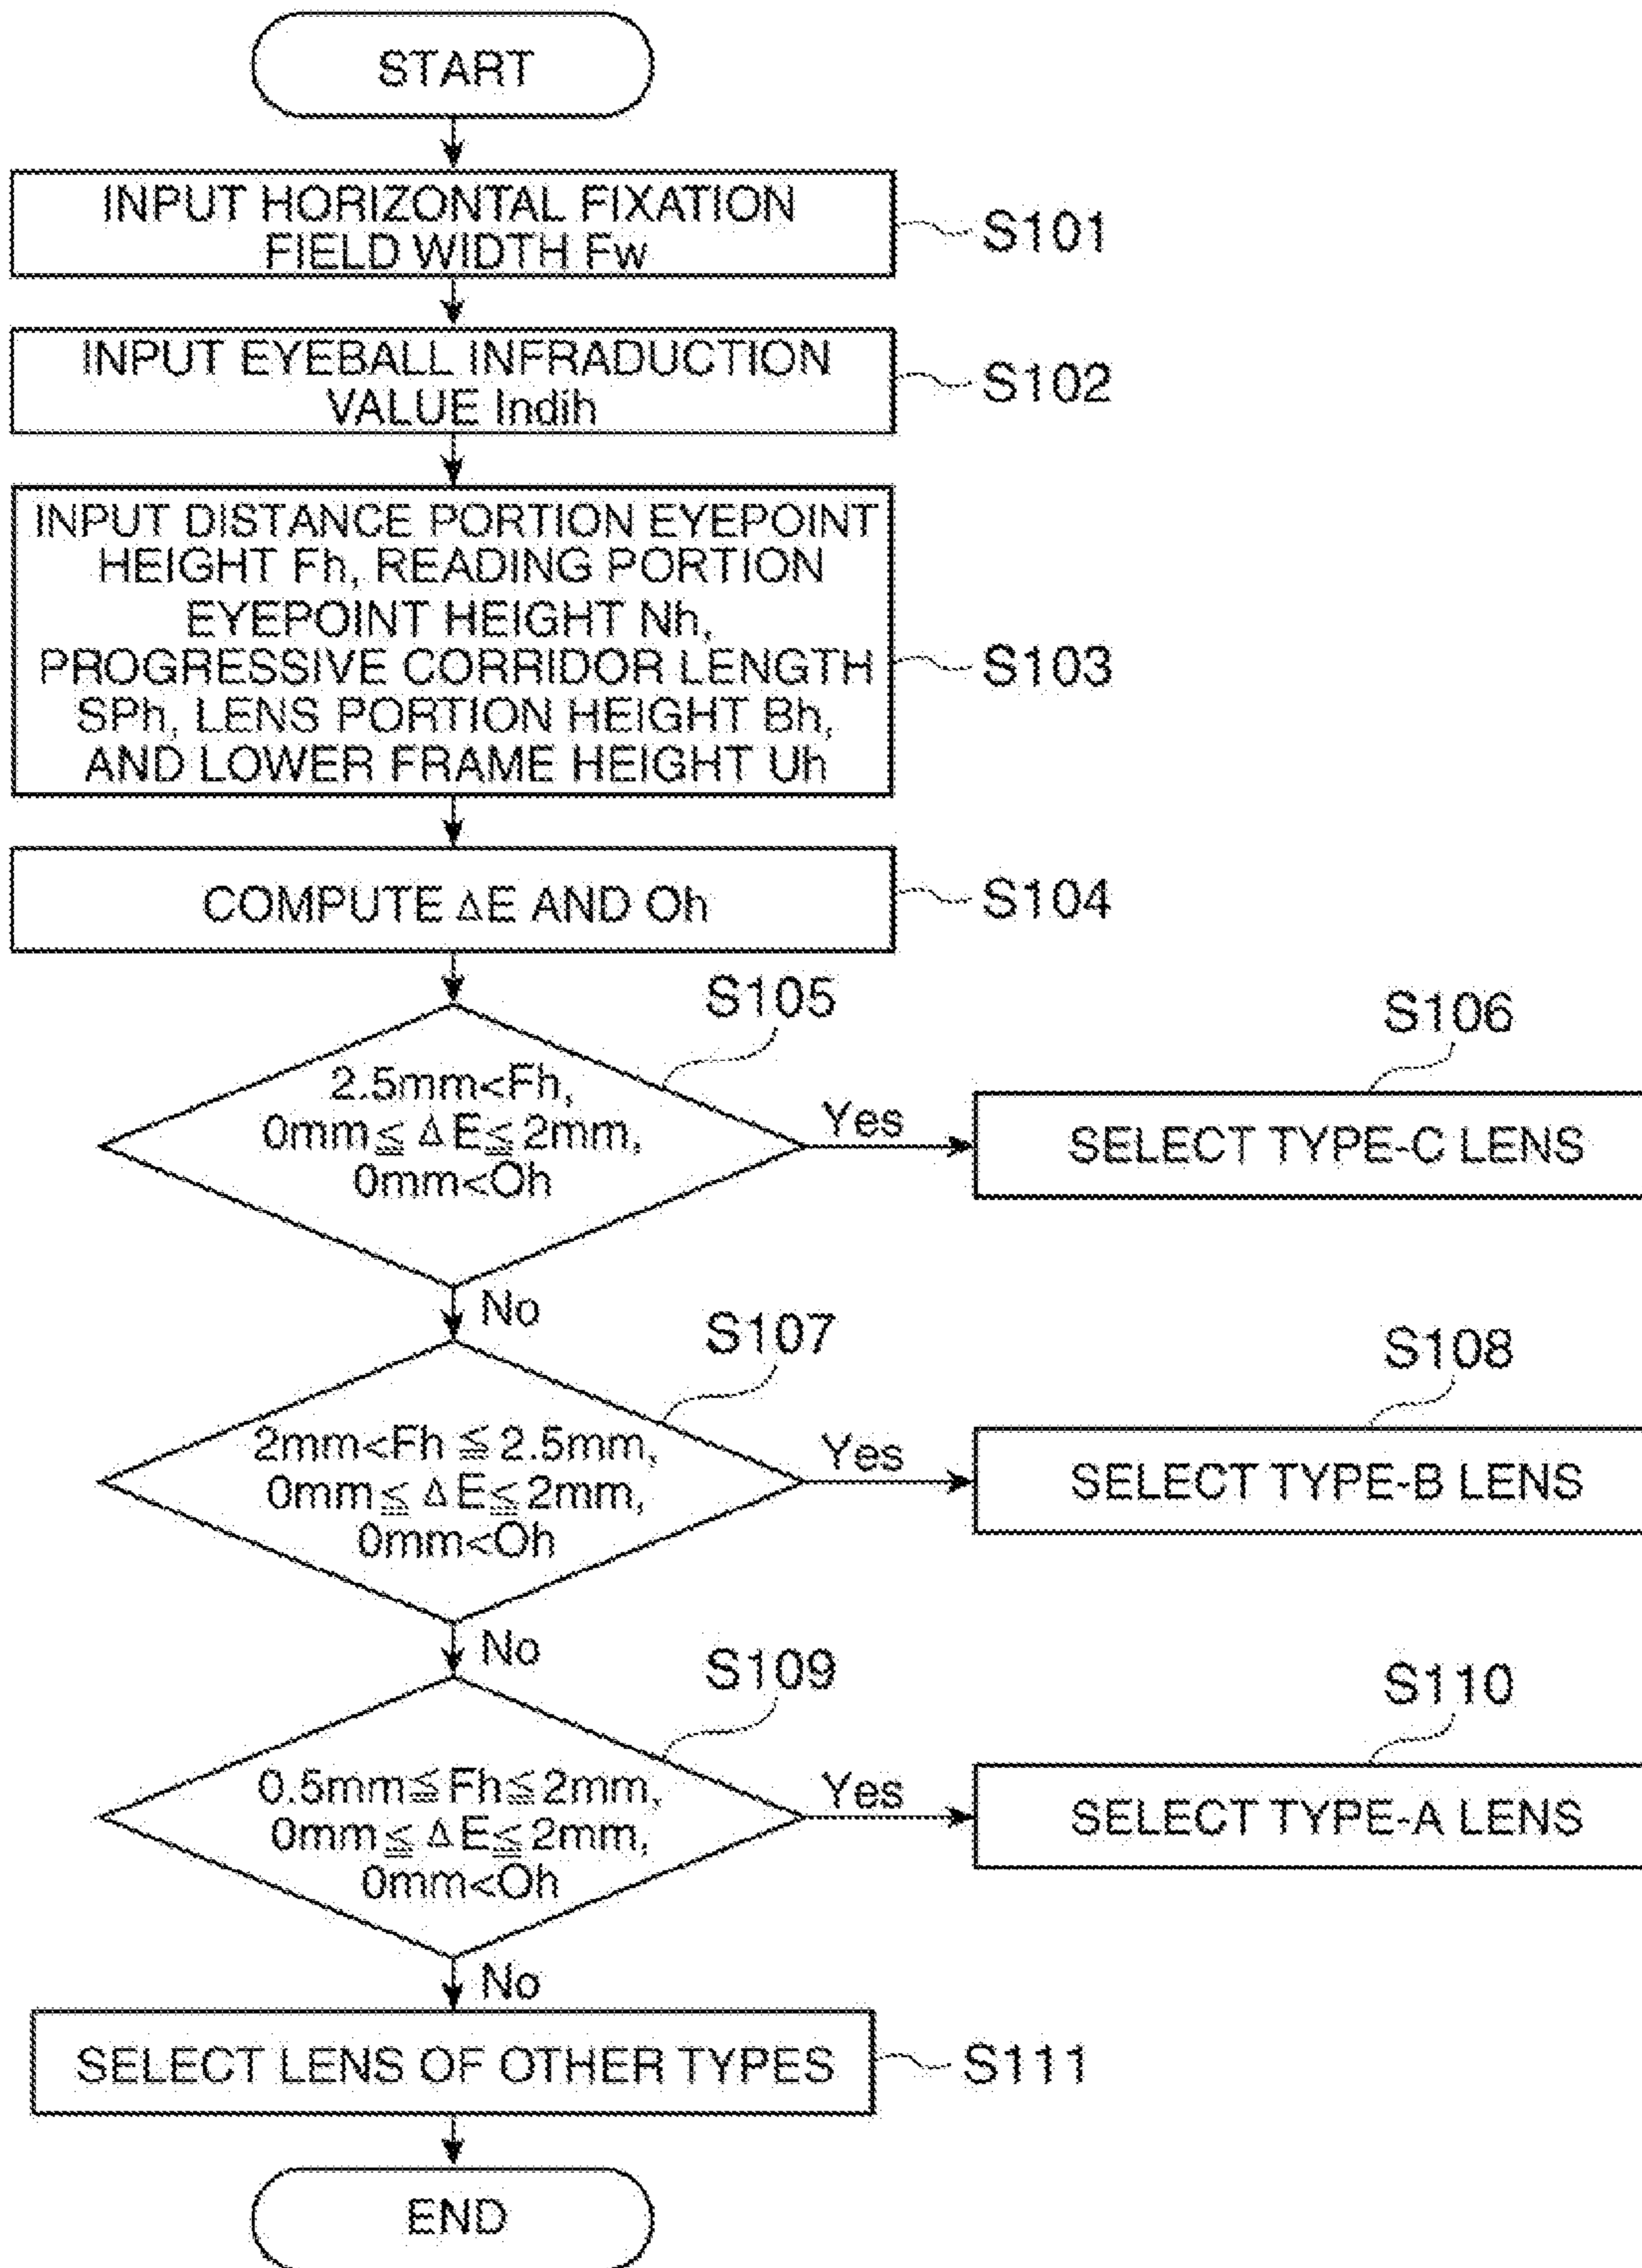 START
INPUT HORIZONTAL FIXATION
FIELD WIDTH Fw
S101
INPUT EYEBALL INFRADUCTION
VALUE Indih
S102
INPUT DISTANCE PORTION EYEPOINT
HEIGHT Fh, READING PORTION
EYEPOINT HEIGHT Nh,
PROGRESSIVE CORRIDOR LENGTH
SPh, LENS PORTION HEIGHT Bh,
AND LOWER FRAME HEIGHT Uh
S103
COMPUTE ΔE AND Oh
S104
S105
2.5mm<Fh,
0mm≦ΔE≦2mm,
0mm<Oh
Yes
S106
SELECT TYPE-C LENS
No
S107
2mm<Fh≦2.5mm,
0mm≦ΔE≦2mm,
0mm<Oh
Yes
S108
SELECT TYPE-B LENS
No
S109
0.5mm≦Fh≦2mm,
0mm≦ΔE≦2mm,
0mm<Oh
Yes
S110
SELECT TYPE-A LENS
No
SELECT LENS OF OTHER TYPES
S111
END